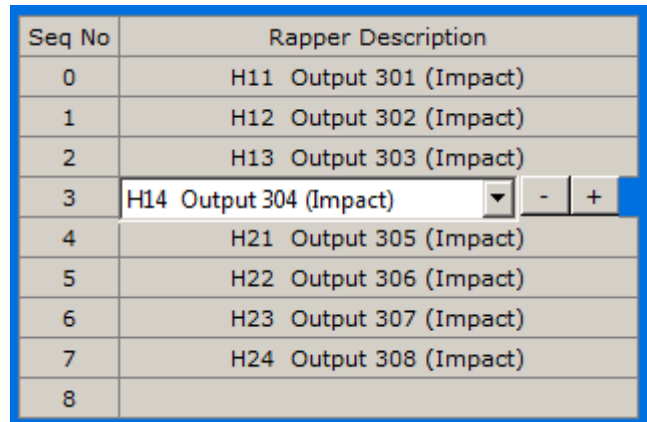 Seq No Rapper Description
0 H11 Output 301 (Impact)
1 H12 Output 302 (Impact)
2 H13 Output 303 (Impact)
3 H14 Output 304 (Impact) - +
4 H21 Output 305 (Impact)
5 H22 Output 306 (Impact)
6 H23 Output 307 (Impact)
7 H24 Output 308 (Impact)
8